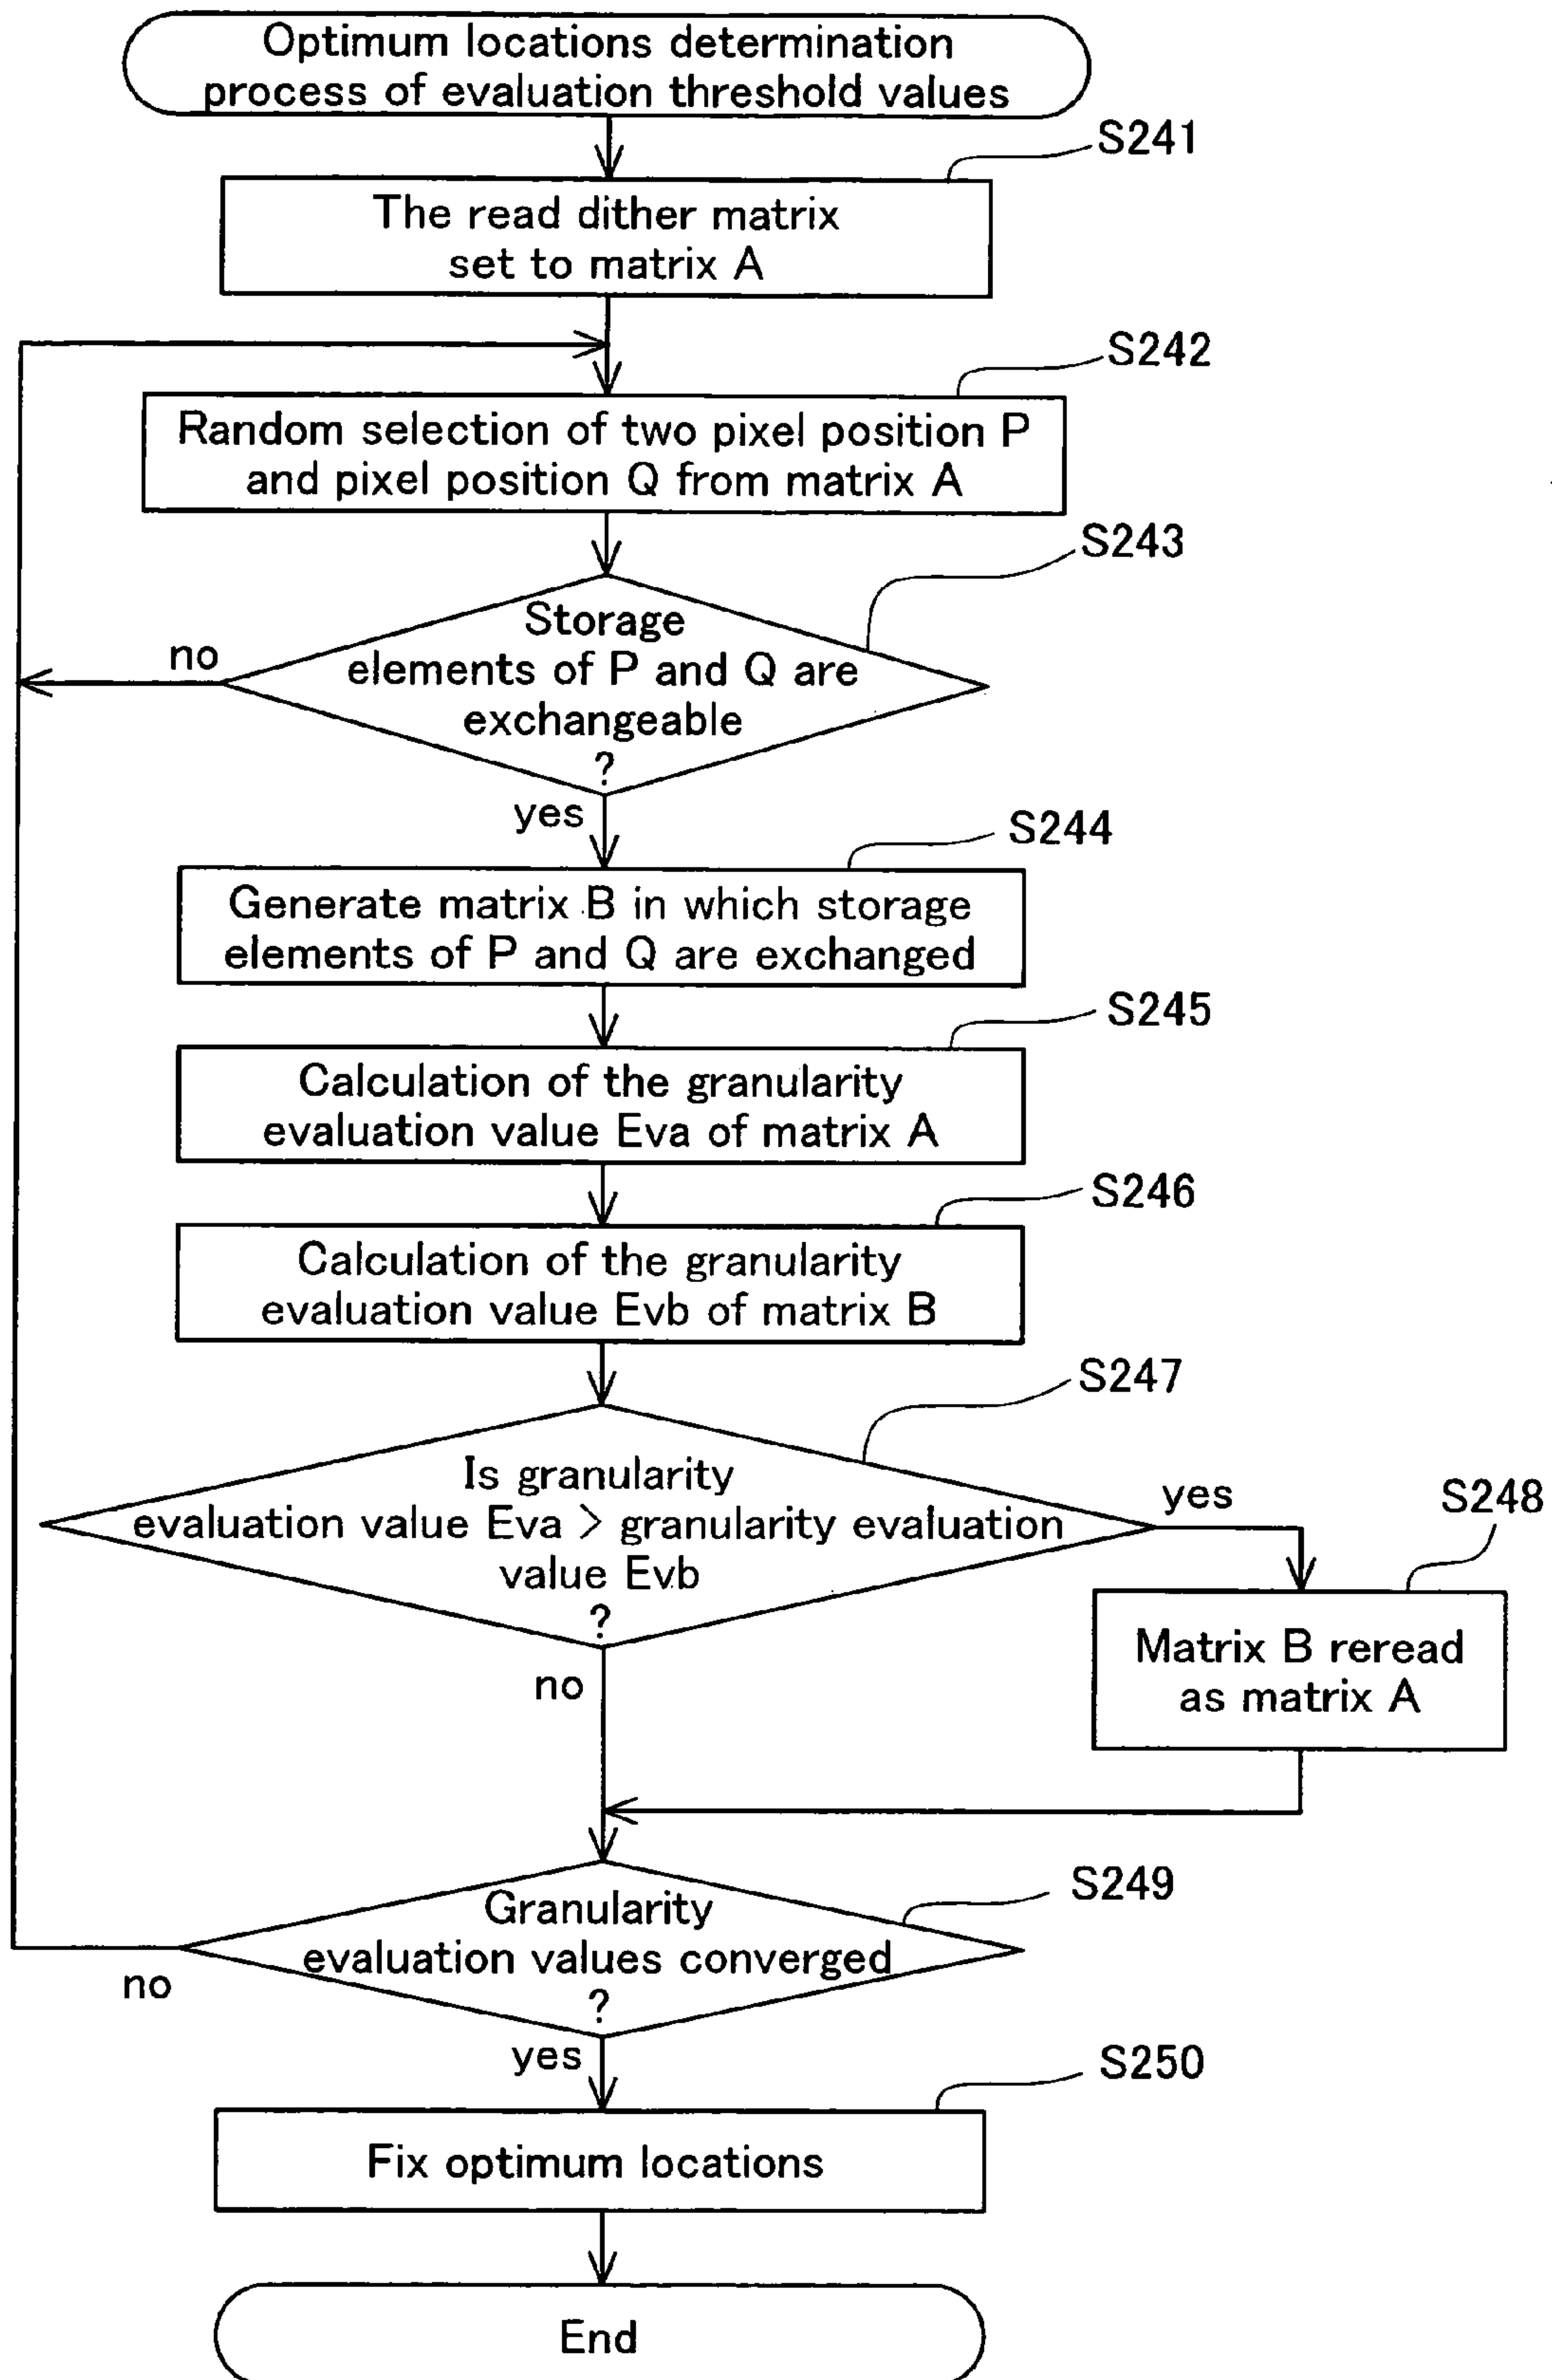 Optimum locations determination
process of evaluation threshold values
S241
The read dither matrix
set to matrix A
S242
Random selection of two pixel position P
and pixel position Q from matrix A
S243
Storage
elements of P and Q are
exchangeable
?
no
yes
S244
Generate matrix B in which storage
elements of P and Q are exchanged
S245
Calculation of the granularity
evaluation value Eva of matrix A
S246
Calculation of the granularity
evaluation value Evb of matrix B
S247
Is granularity
evaluation value Eva > granularity evaluation
value Evb
?
yes
S248
Matrix B reread
as matrix A
no
S249
Granularity
evaluation values converged
?
no
yes
S250
Fix optimum locations
End